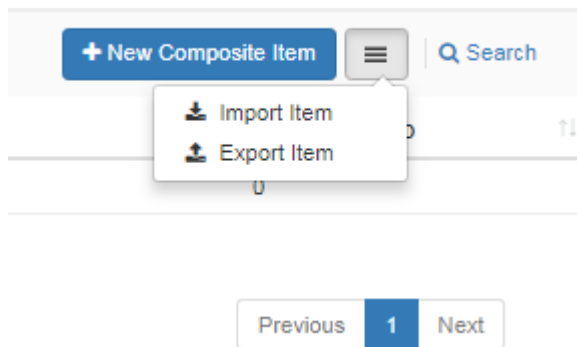 New Composite Item
Search
Import Item
Export Item
0
Previous 1 Next